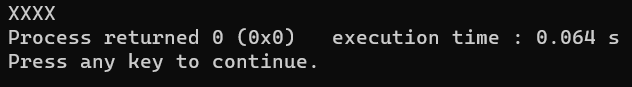 XXXX
Process returned 0 (0x0)   execution time : 0.064 s
Press any key to continue.